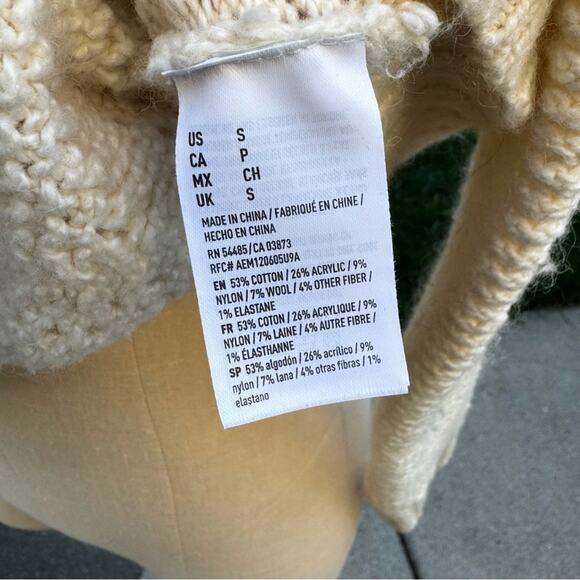 US S
CA P
MX CH
UK S
MADE IN CHINA / FABRIQUÉ EN CHINE /
HECHO EN CHINA
RN 54485/CA 03873
RFC# AEM120605U9A
EN 53% COTTON / 26% ACRYLIC / 9%
NYLON / 7% WOOL / 4% OTHER FIBER /
1% ELASTANE
FR 53% COTON / 26% ACRYLIQUE / 9%
NYLON / 7% LAINE / 4% AUTRE FIBRE /
1% ÉLASTHANNE
SP 53% algodón / 26% acrílico / 9%
nylon / 7% lana / 4% otras fibras / 1%
elastano